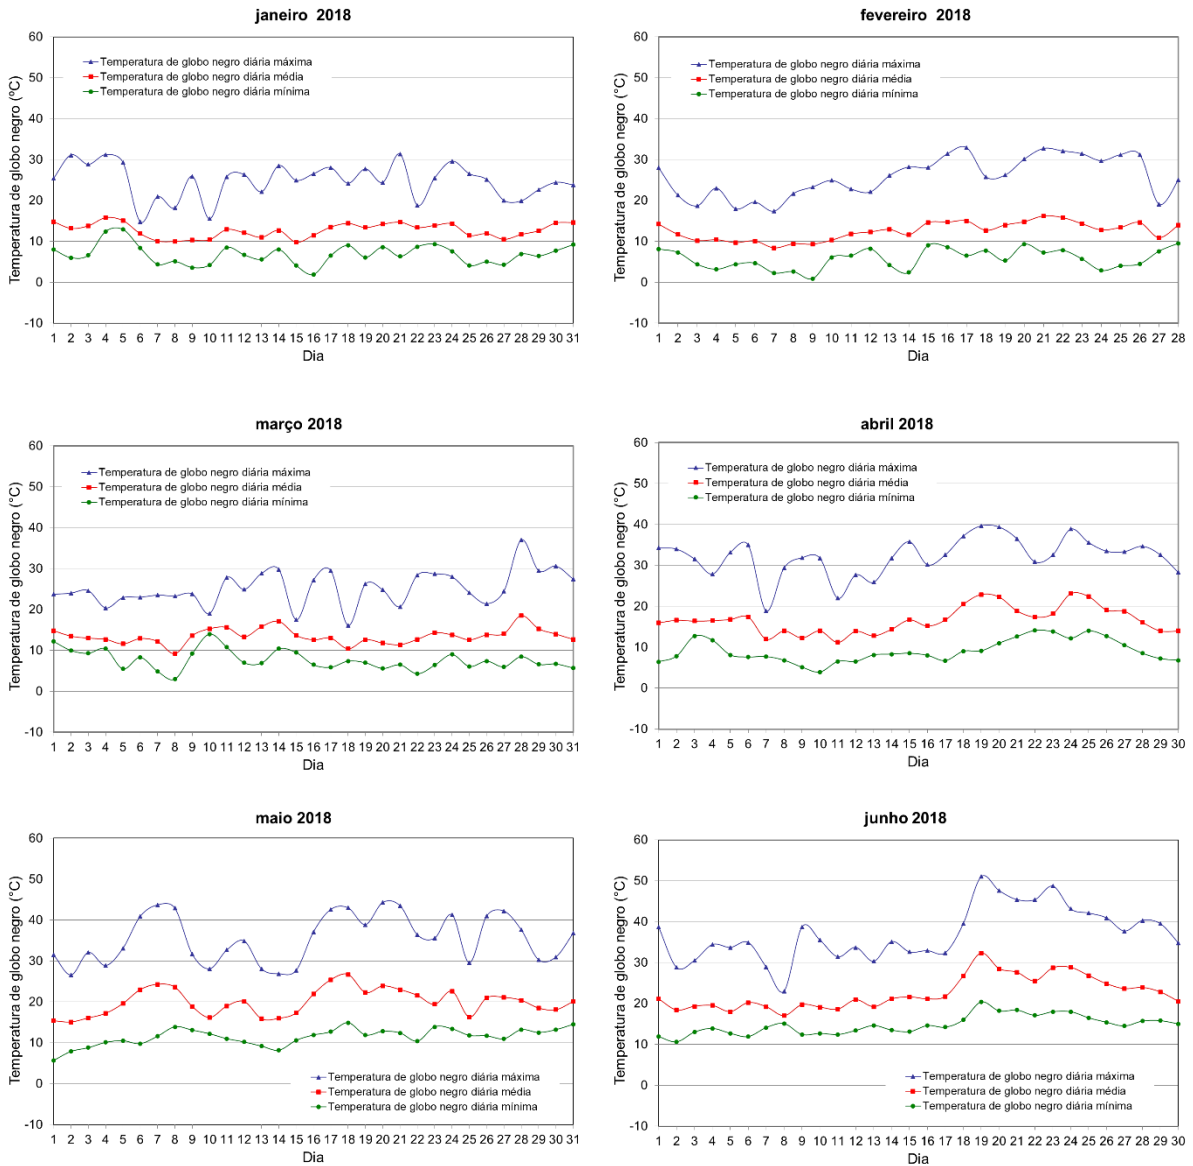 janeiro 2018
60
50
40
30
20
10
0
-10
Temperatura de globo negro (ºC)
Temperatura de globo negro diária máxima
Temperatura de globo negro diária média
Temperatura de globo negro diária mínima
1 2 3 4 5 6 7 8 9 10 11 12 13 14 15 16 17 18 19 20 21 22 23 24 25 26 27 28 29 30 31
Dia
fevereiro 2018
60
50
40
30
20
10
0
-10
Temperatura de globo negro (°C)
Temperatura de globo negro diária máxima
Temperatura de globo negro diária média
Temperatura de globo negro diária mínima
1 2 3 4 5 6 7 8 9 10 11 12 13 14 15 16 17 18 19 20 21 22 23 24 25 26 27 28
Dia
março 2018
60
50
40
30
20
10
0
-10
Temperatura de globo negro (°C)
Temperatura de globo negro diária máxima
Temperatura de globo negro diária média
Temperatura de globo negro diária mínima
1 2 3 4 5 6 7 8 9 10 11 12 13 14 15 16 17 18 19 20 21 22 23 24 25 26 27 28 29 30 31
Dia
abril 2018
60
50
40
30
20
10
0
-10
Temperatura de globo negro (°C)
Temperatura de globo negro diária máxima
Temperatura de globo negro diária média
Temperatura de globo negro diária mínima
1 2 3 4 5 6 7 8 9 10 11 12 13 14 15 16 17 18 19 20 21 22 23 24 25 26 27 28 29 30
Dia
maio 2018
60
50
40
30
20
10
0
-10
Temperatura de globo negro (°C)
Temperatura de globo negro diária máxima
Temperatura de globo negro diária média
Temperatura de globo negro diária mínima
1 2 3 4 5 6 7 8 9 10 11 12 13 14 15 16 17 18 19 20 21 22 23 24 25 26 27 28 29 30 31
Dia
junho 2018
60
50
40
30
20
10
0
-10
Temperatura de globo negro (°C)
Temperatura de globo negro diária máxima
Temperatura de globo negro diária média
Temperatura de globo negro diária mínima
1 2 3 4 5 6 7 8 9 10 11 12 13 14 15 16 17 18 19 20 21 22 23 24 25 26 27 28 29 30
Dia